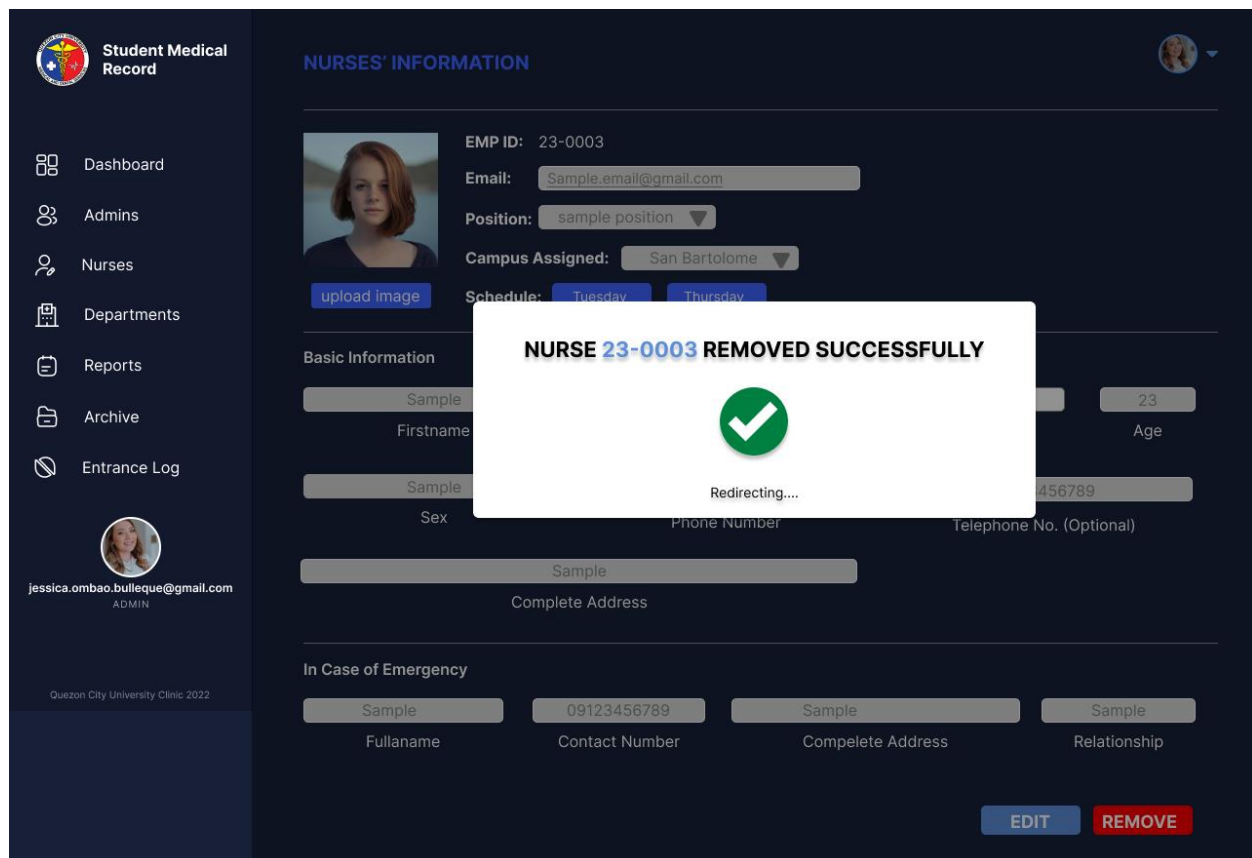 Student Medical
Record
Dashboard
Admins
Nurses
Departments
Reports
Archive
Entrance Log
jessica.ombao.bulleque@gmail.com
ADMIN
Quezon City University Clinic 2022
NURSES' INFORMATION
EMP ID: 23-0003
Email: Sample.email@gmail.com
Position: sample position
Campus Assigned: San Bartolome
upload image
Schedule: Tuesday Thursday
NURSE 23-0003 REMOVED SUCCESSFULLY
Redirecting....
Basic Information
Sample
Firstname
23
Age
Sample
Sex
Phone Number
456789
Telephone No. (Optional)
Sample
Complete Address
In Case of Emergency
Sample 09123456789 Sample Sample
Fullaname Contact Number Compelete Address Relationship
EDIT REMOVE